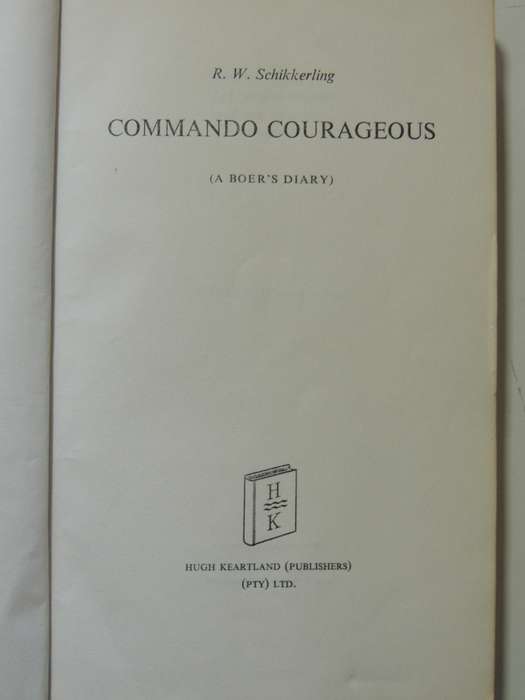 R. W. Schikkerling
COMMANDO COURAGEOUS
(A BOER'S DIARY)
H
K
HUGH KEARTLAND (PUBLISHERS)
(PTY) LTD.